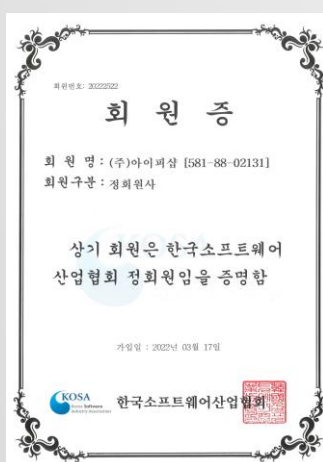 회원번호: 20222522
회 원 증
회 원 명 : (주)아이피샵 [581-88-02131]
회원구분 : 정회원사
상기 회원은 한국소프트웨어
산업협회 정회원임을 증명함
가입일 : 2022년 03월 17일
KOSA
Korea Software
Industry Association
한국소프트웨어산업협회